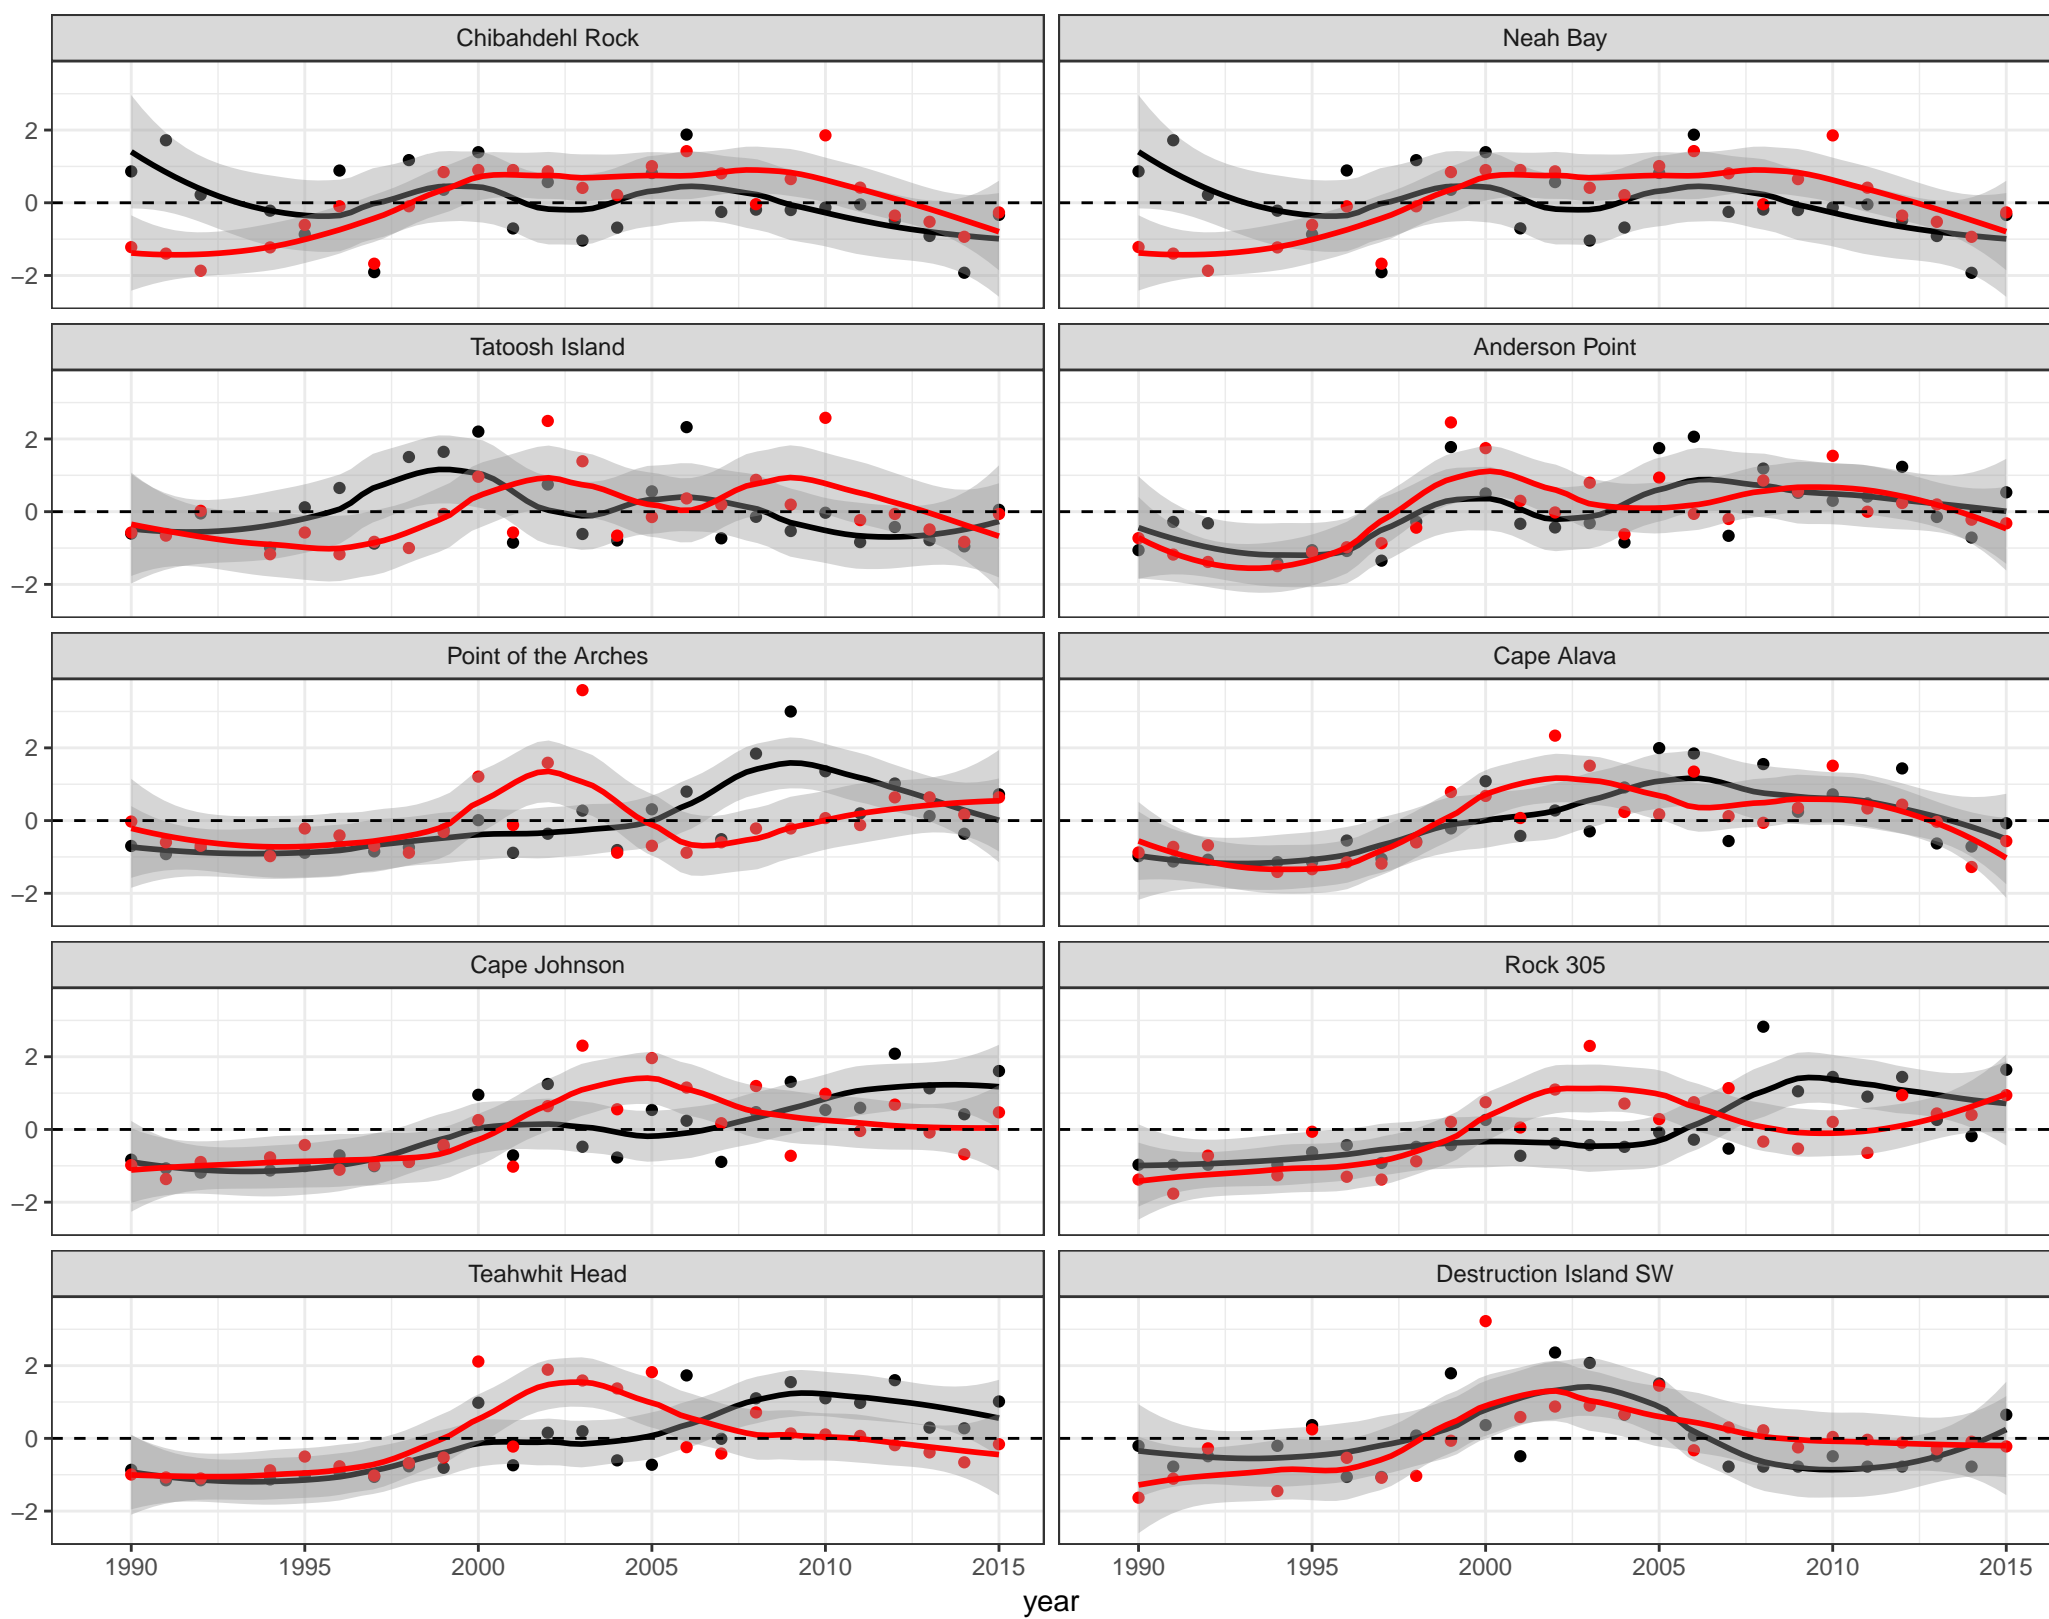 Chibahdehl Rock
Neah Bay
2
0
−2
Tatoosh Island
Anderson Point
2
0
−2
Point of the Arches
Cape Alava
2
0
−2
Cape Johnson
Rock 305
2
0
−2
Teahwhit Head
Destruction Island SW
2
0
−2
1990 1995 2000 2005 2010 2015 1990 1995 2000 2005 2010 2015
year